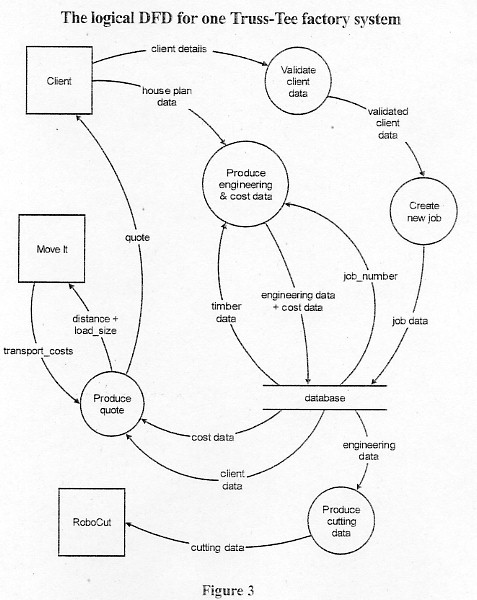 The logical DFD for one Truss-Tee factory system
Client
client details
Validate
client
data
house plan
data
validated
client
data
Produce
engineering
& cost data
Create
new job
Move It
quote
job_number
timber
data
engineering data
+ cost data
distance +
load_size
job data
transport_costs
Produce
quote
database
cost data
engineering
data
client
data
RoboCut
Produce
cutting
data
cutting data
Figure 3